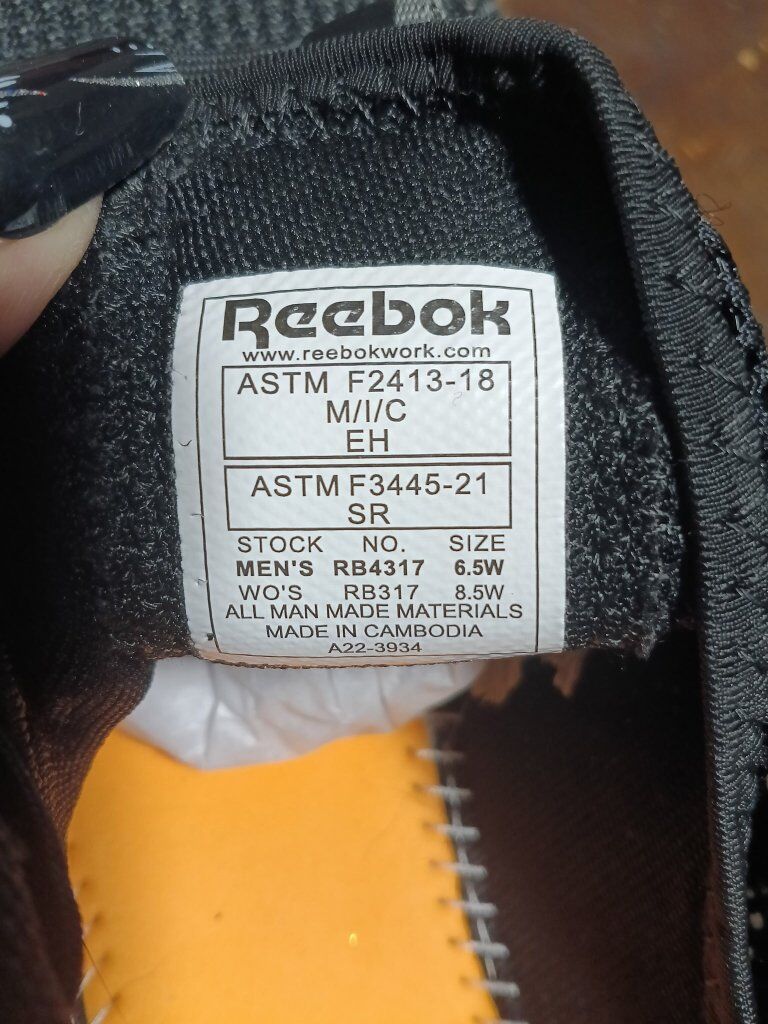 Reebok
www.reebokwork.com
ASTM F2413-18
M/I/C
EH
ASTM F3445-21
SR
STOCK NO. SIZE
MEN'S RB4317 6.5W
WO'S RB317 8.5W
ALL MAN MADE MATERIALS
MADE IN CAMBODIA
A22-3934